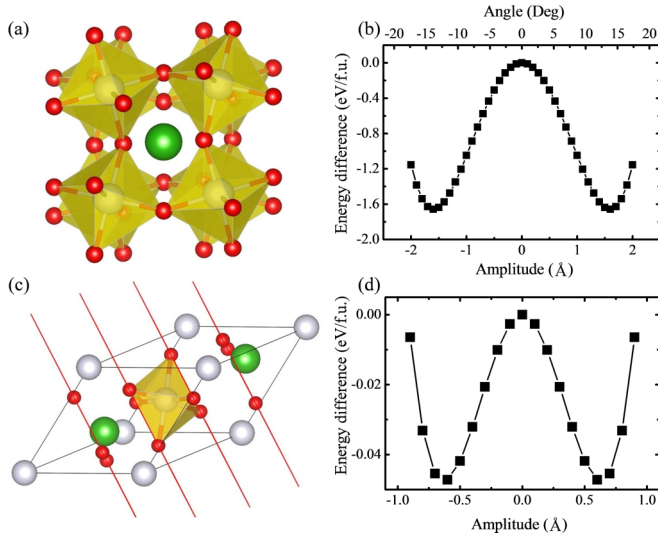 (a)
(b)
Angle (Deg)
-20 -15 -10 -5 0 5 10 15 20
Energy difference (eV/f.u.)
0.0
-0.6
-1.2
-1.8
-2.4
-2 -1 0 1 2
Amplitude (Å)
(c)
(d)
Energy difference (eV/f.u.)
0.00
-0.02
-0.04
-1.0 -0.5 0.0 0.5 1.0
Amplitude (Å)